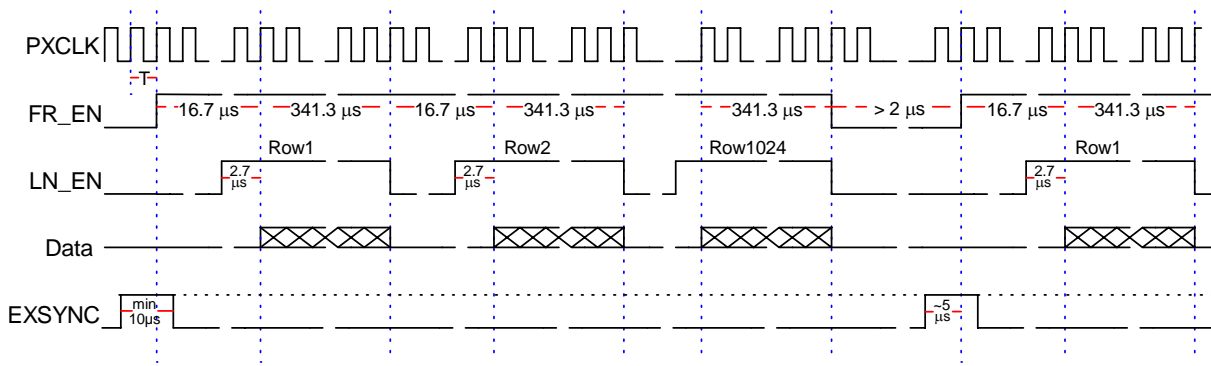 PXCLK
T
FR_EN 16.7 µs 341.3 µs 16.7 µs 341.3 µs 341.3 µs > 2 µs 16.7 µs 341.3 µs
Row1 Row2 Row1024 Row1
LN_EN 2.7 µs 2.7 µs 2.7 µs
Data
EXSYNC min 10µs ~5 µs